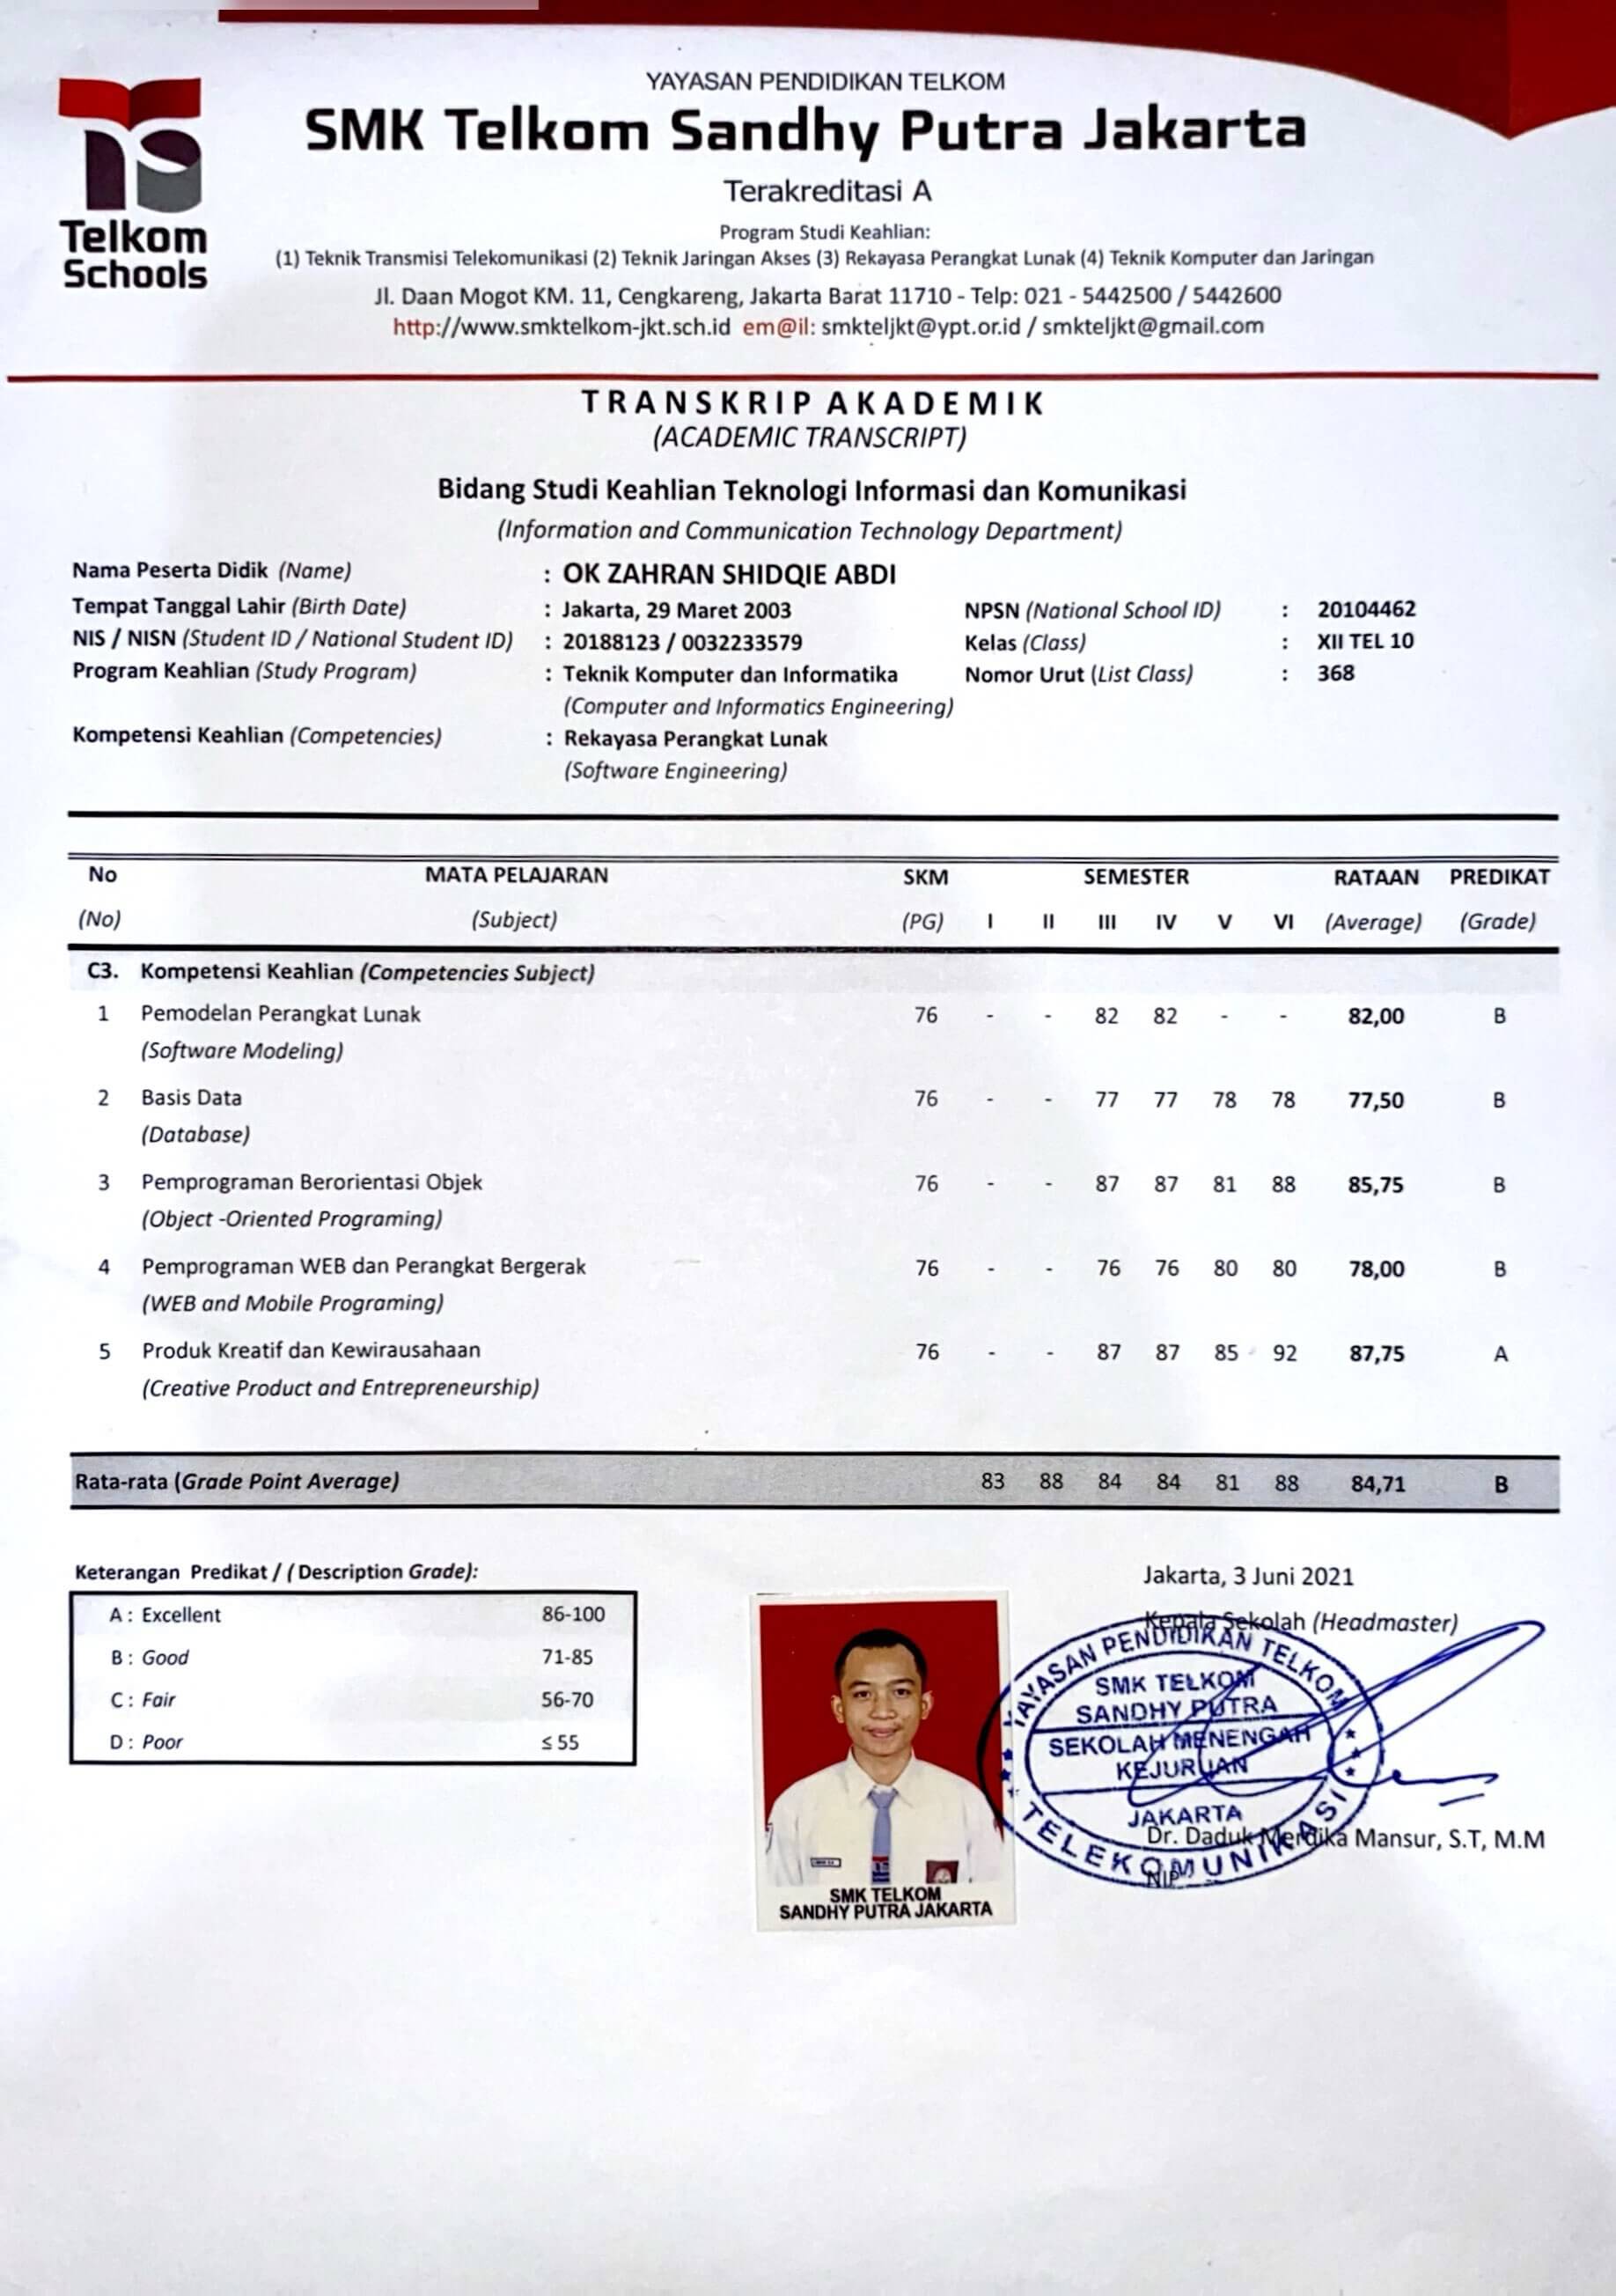 YAYASAN PENDIDIKAN TELKOM
SMK Telkom Sandhy Putra Jakarta
Telkom
Schools
Terakreditasi A
Program Studi Keahlian:
(1) Teknik Transmisi Telekomunikasi (2) Teknik Jaringan Akses (3) Rekayasa Perangkat Lunak (4) Teknik Komputer dan Jaringan
Jl. Daan Mogot KM. 11, Cengkareng, Jakarta Barat 11710 - Telp: 021 - 5442500 / 5442600
http://www.smktelkom-jkt.sch.id em@il: smkteljkt@ypt.or.id / smkteljkt@gmail.com
TRANSKRIP AKADEMIK
(ACADEMIC TRANSCRIPT)
Bidang Studi Keahlian Teknologi Informasi dan Komunikasi
(Information and Communication Technology Department)
Nama Peserta Didik (Name) : OK ZAHRAN SHIDQIE ABDI
Tempat Tanggal Lahir (Birth Date) : Jakarta, 29 Maret 2003 NPSN (National School ID) : 20104462
NIS / NISN (Student ID / National Student ID) : 20188123 / 0032233579 Kelas (Class) : XII TEL 10
Program Keahlian (Study Program) : Teknik Komputer dan Informatika Nomor Urut (List Class) : 368
(Computer and Informatics Engineering)
Kompetensi Keahlian (Competencies) : Rekayasa Perangkat Lunak
(Software Engineering)
No MATA PELAJARAN SKM SEMESTER RATAAN PREDIKAT
(No) (Subject) (PG) I II III IV V VI (Average) (Grade)
C3. Kompetensi Keahlian (Competencies Subject)
1 Pemodelan Perangkat Lunak 76 - - 82 82 - - 82,00 B
(Software Modeling)
2 Basis Data 76 - - 77 77 78 78 77,50 B
(Database)
3 Pemprograman Berorientasi Objek 76 - - 87 87 81 88 85,75 B
(Object -Oriented Programing)
4 Pemprograman WEB dan Perangkat Bergerak 76 - - 76 76 80 80 78,00 B
(WEB and Mobile Programing)
5 Produk Kreatif dan Kewirausahaan 76 - - 87 87 85 92 87,75 A
(Creative Product and Entrepreneurship)
Rata-rata (Grade Point Average) 83 88 84 84 81 88 84,71 B
Keterangan Predikat / ( Description Grade):
A : Excellent 86-100
B : Good 71-85
C : Fair 56-70
D : Poor ≤ 55
SMK TELKOM
SANDHY PUTRA JAKARTA
Jakarta, 3 Juni 2021
Kepala Sekolah (Headmaster)
YAYASAN PENDIDIKAN TELKOM
SMK TELKOM
SANDHY PUTRA
SEKOLAH MENENGAH
KEJURUAN
JAKARTA
TELEKOMUNIKASI
Dr. Daduk Merdika Mansur, S.T, M.M
NIP